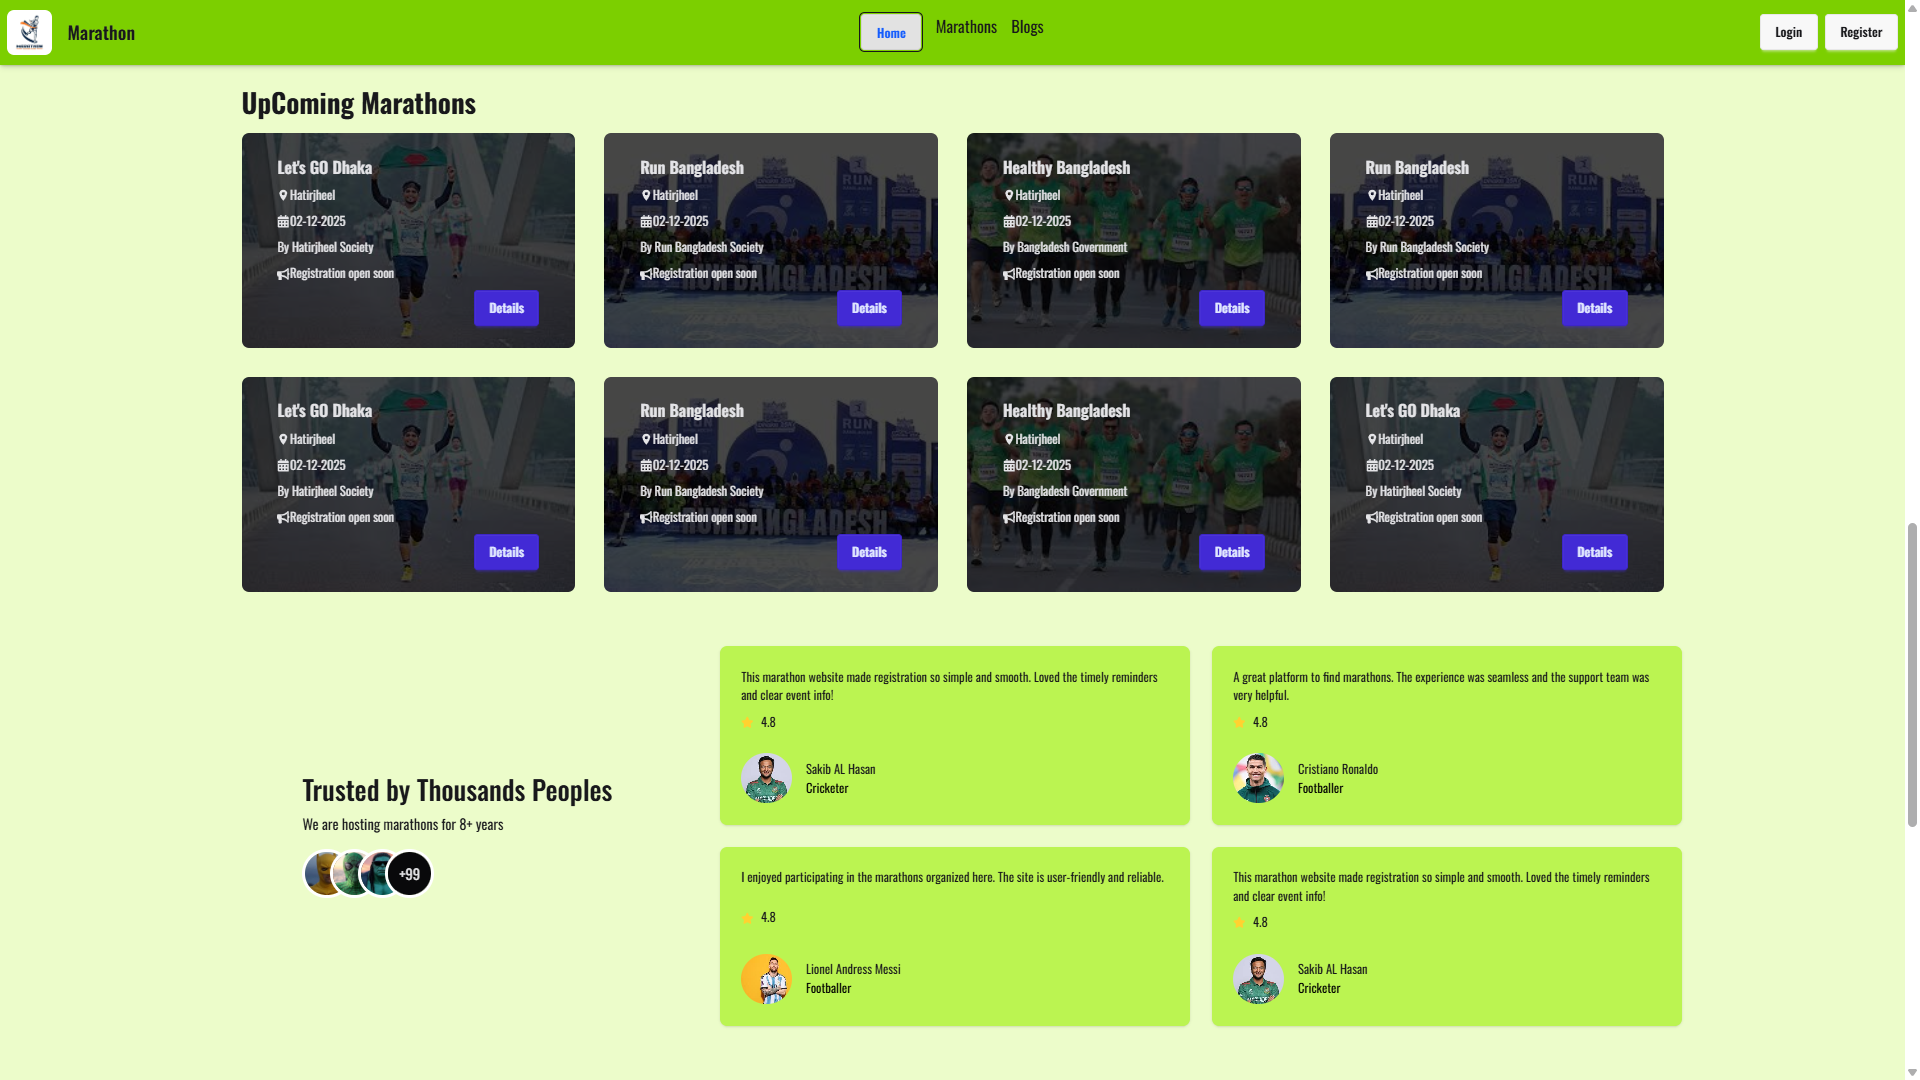 Marathon
Home
Marathons
Blogs
Login
Register
UpComing Marathons
Let's GO Dhaka
Hatirjheel
02-12-2025
By Hatirjheel Society
Registration open soon
Details
Run Bangladesh
Hatirjheel
02-12-2025
By Run Bangladesh Society
Registration open soon
Details
Healthy Bangladesh
Hatirjheel
02-12-2025
By Bangladesh Government
Registration open soon
Details
Run Bangladesh
Hatirjheel
02-12-2025
By Run Bangladesh Society
Registration open soon
Details
Let's GO Dhaka
Hatirjheel
02-12-2025
By Hatirjheel Society
Registration open soon
Details
Run Bangladesh
Hatirjheel
02-12-2025
By Run Bangladesh Society
Registration open soon
Details
Healthy Bangladesh
Hatirjheel
02-12-2025
By Bangladesh Government
Registration open soon
Details
Let's GO Dhaka
Hatirjheel
02-12-2025
By Hatirjheel Society
Registration open soon
Details
Trusted by Thousands Peoples
We are hosting marathons for 8+ years
+99
This marathon website made registration so simple and smooth. Loved the timely reminders
and clear event info!
4.8
Sakib AL Hasan
Cricketer
A great platform to find marathons. The experience was seamless and the support team was
very helpful.
4.8
Cristiano Ronaldo
Footballer
I enjoyed participating in the marathons organized here. The site is user-friendly and reliable.
4.8
Lionel Andress Messi
Footballer
This marathon website made registration so simple and smooth. Loved the timely reminders
and clear event info!
4.8
Sakib AL Hasan
Cricketer